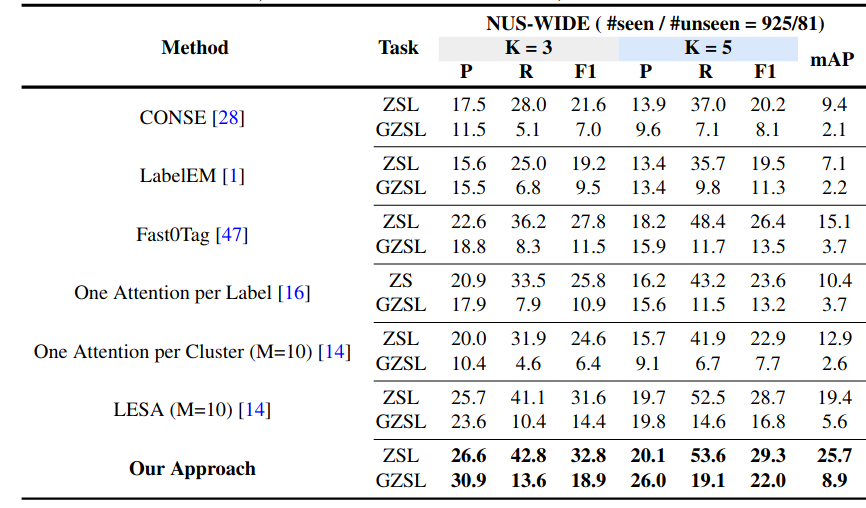 NUS-WIDE ( #seen / #unseen = 925/81)
Method Task K = 3 K = 5 mAP
P R F1 P R F1
CONSE [28] ZSL 17.5 28.0 21.6 13.9 37.0 20.2 9.4
GZSL 11.5 5.1 7.0 9.6 7.1 8.1 2.1
LabelEM [1] ZSL 15.6 25.0 19.2 13.4 35.7 19.5 7.1
GZSL 15.5 6.8 9.5 13.4 9.8 11.3 2.2
Fast0Tag [47] ZSL 22.6 36.2 27.8 18.2 48.4 26.4 15.1
GZSL 18.8 8.3 11.5 15.9 11.7 13.5 3.7
One Attention per Label [16] ZS 20.9 33.5 25.8 16.2 43.2 23.6 10.4
GZSL 17.9 7.9 10.9 15.6 11.5 13.2 3.7
One Attention per Cluster (M=10) [14] ZSL 20.0 31.9 24.6 15.7 41.9 22.9 12.9
GZSL 10.4 4.6 6.4 9.1 6.7 7.7 2.6
LESA (M=10) [14] ZSL 25.7 41.1 31.6 19.7 52.5 28.7 19.4
GZSL 23.6 10.4 14.4 19.8 14.6 16.8 5.6
Our Approach ZSL 26.6 42.8 32.8 20.1 53.6 29.3 25.7
GZSL 30.9 13.6 18.9 26.0 19.1 22.0 8.9